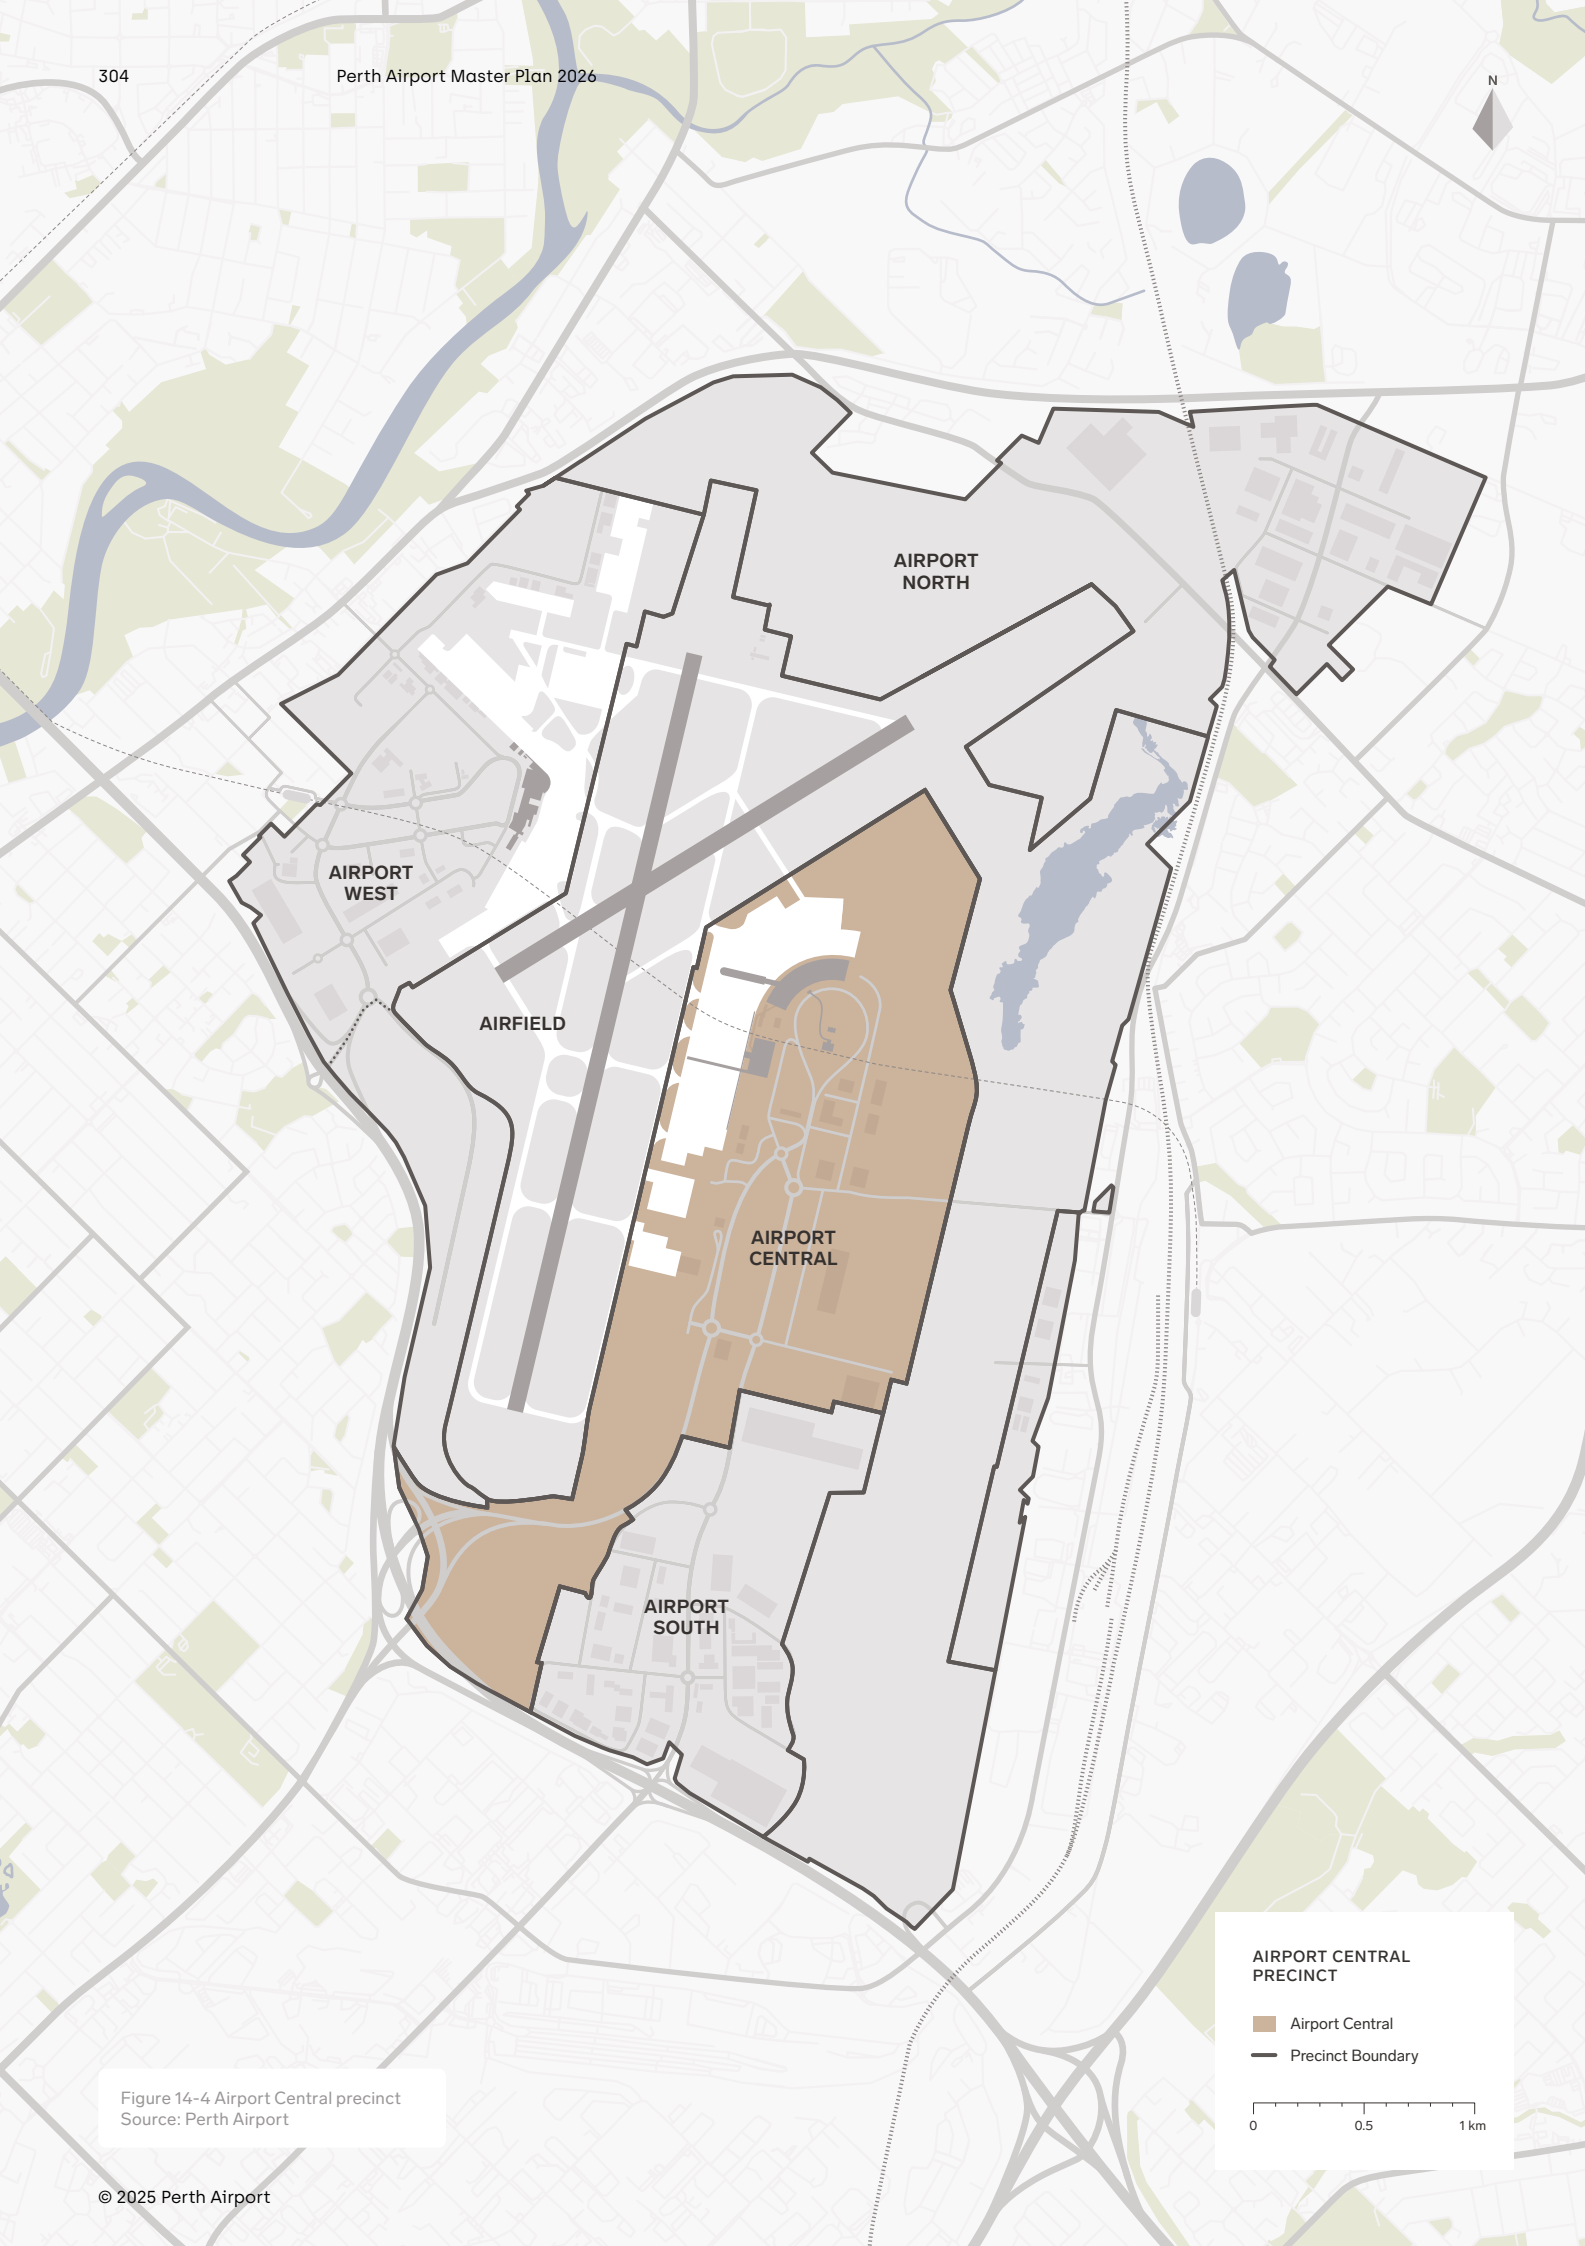 304
Perth Airport Master Plan 2026
N
AIRPORT
NORTH
AIRPORT
WEST
AIRFIELD
AIRPORT
CENTRAL
AIRPORT
SOUTH
AIRPORT CENTRAL
PRECINCT
Airport Central
Precinct Boundary
0 0.5 1 km
Figure 14-4 Airport Central precinct
Source: Perth Airport
© 2025 Perth Airport